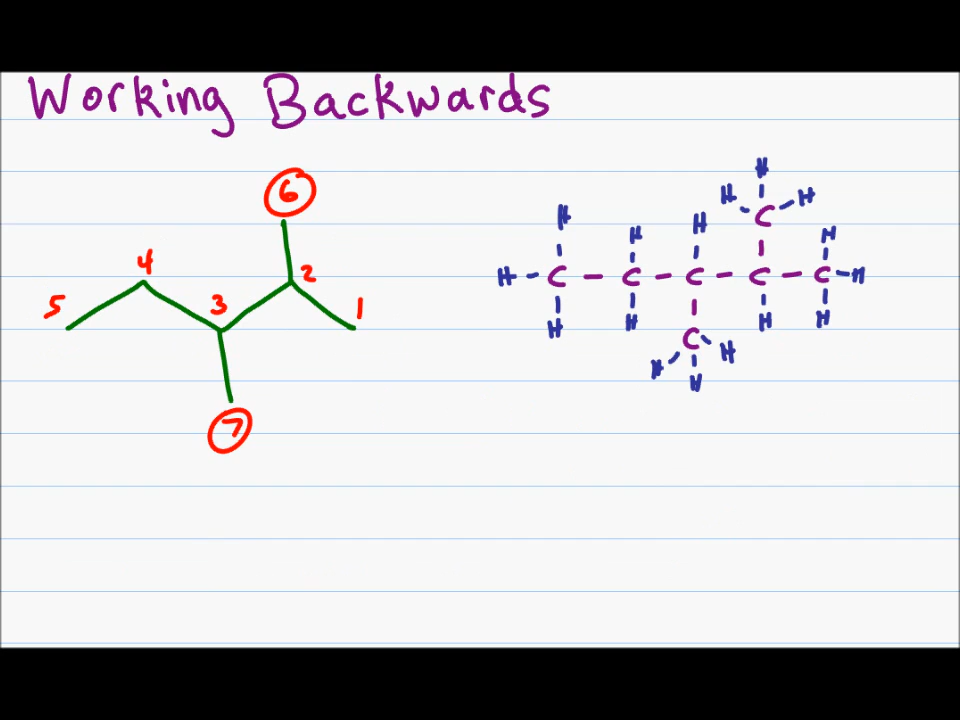 Working Backwards
6
4 2
5 3 1
7
H
H H
H H H C H
H - C - C - C - C - C - H
H H C H H
H H H